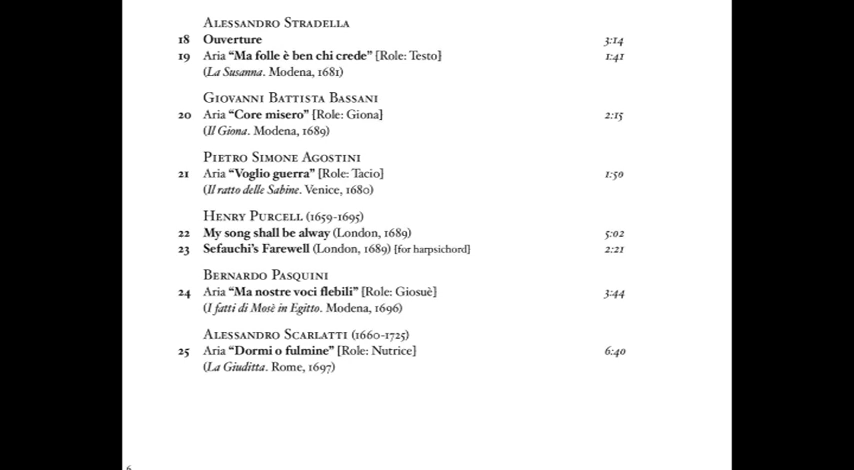 ALESSANDRO STRADELLA
18 Ouverture 3:14
19 Aria “Ma folle è ben chi crede” [Role: Testo] 1:41
(La Susanna. Modena, 1681)
GIOVANNI BATTISTA BASSANI
20 Aria “Core misero” [Role: Giona] 2:15
(Il Giona. Modena, 1689)
PIETRO SIMONE AGOSTINI
21 Aria “Voglio guerra” [Role: Tacio] 1:50
(Il ratto delle Sabine. Venice, 1680)
HENRY PURCELL (1659-1695)
22 My song shall be alway (London, 1689) 5:02
23 Sefauchi’s Farewell (London, 1689) [for harpsichord] 2:21
BERNARDO PASQUINI
24 Aria “Ma nostre voci flebili” [Role: Giosuè] 3:44
(I fatti di Mosè in Egitto. Modena, 1696)
ALESSANDRO SCARLATTI (1660-1725)
25 Aria “Dormi o fulmine” [Role: Nutrice] 6:40
(La Giuditta. Rome, 1697)
6